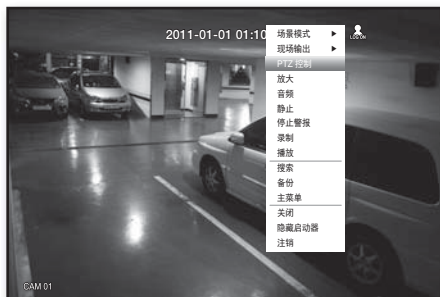 2011-01-01 01:10
LOG ON
场景模式
现场输出
PTZ 控制
放大
音频
静止
停止警报
录制
播放
搜索
备份
主菜单
关闭
隐藏启动器
注销
CAM 01